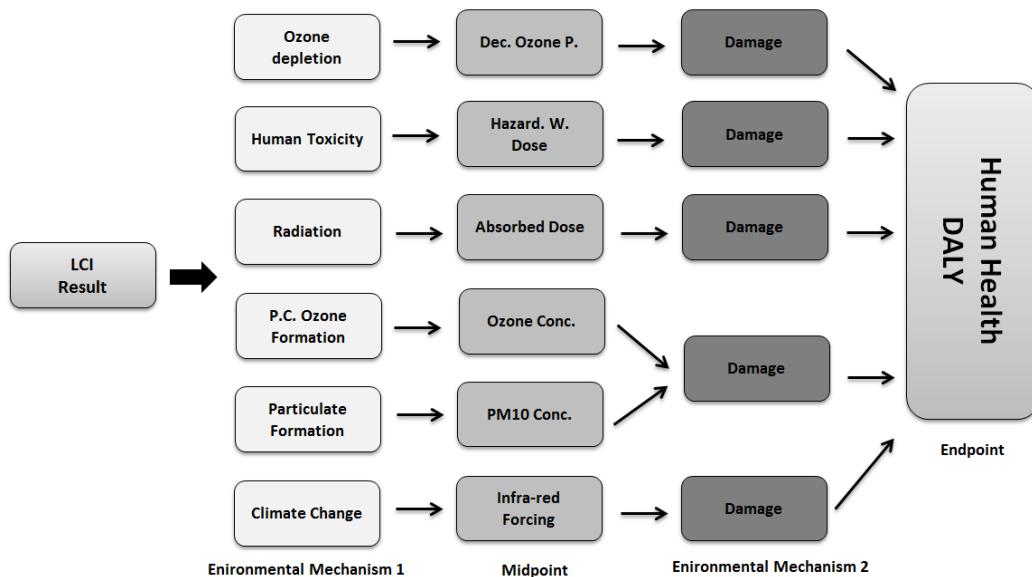 Ozone
depletion
Dec. Ozone P.
Damage
Human Toxicity
Hazard. W.
Dose
Damage
Radiation
Absorbed Dose
Damage
LCI
Result
P.C. Ozone
Formation
Ozone Conc.
Damage
Particulate
Formation
PM10 Conc.
Climate Change
Infra-red
Forcing
Damage
Human Health
DALY
Endpoint
Enironmental Mechanism 1
Midpoint
Enironmental Mechanism 2